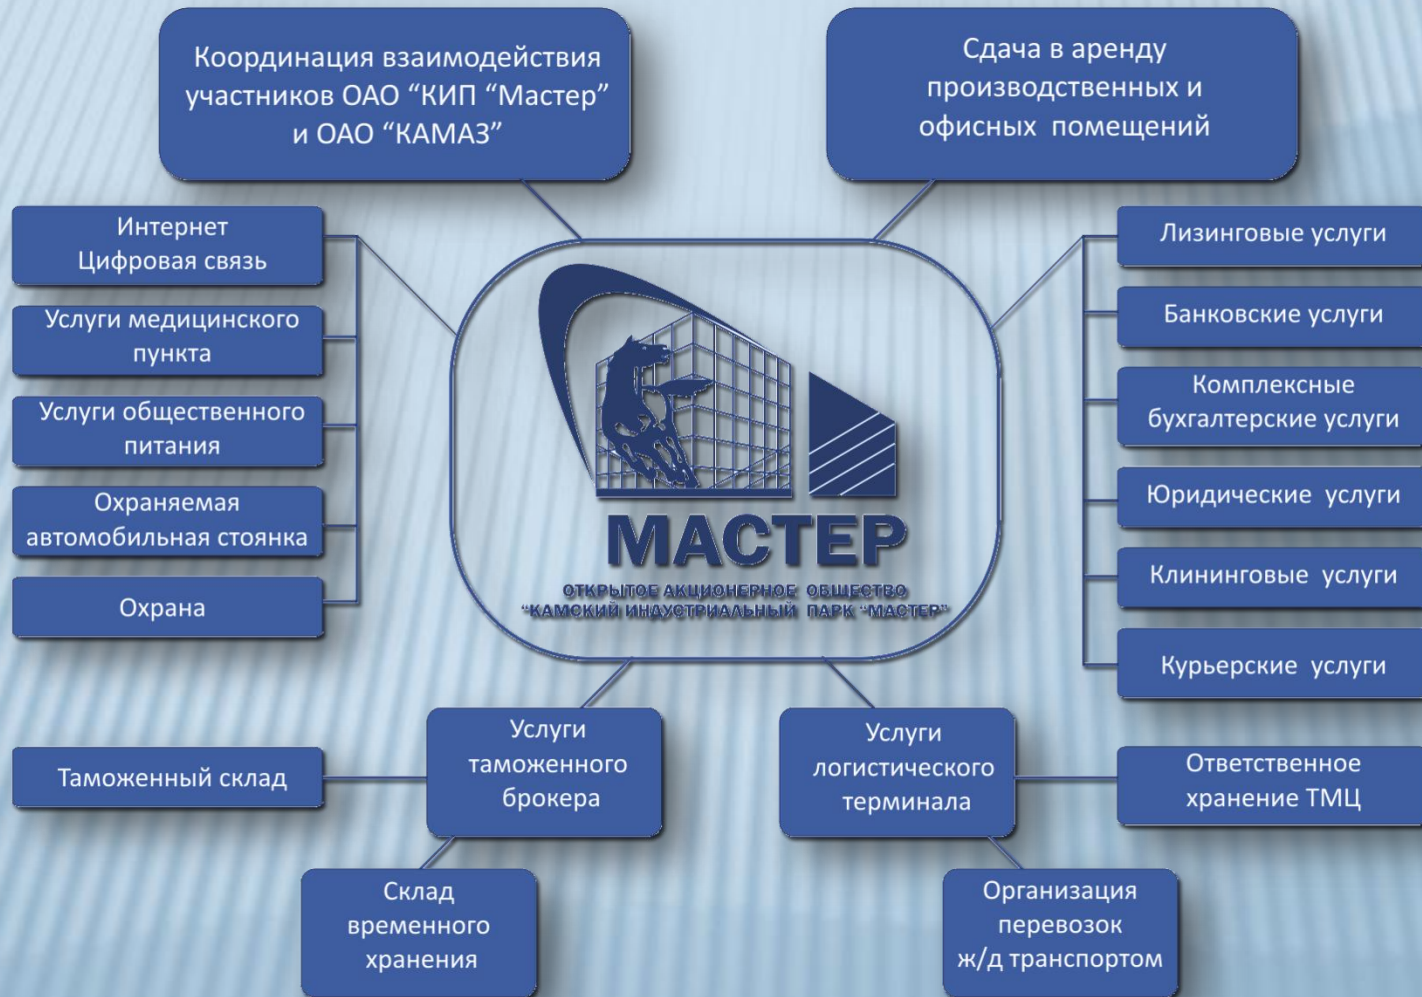 Координация взаимодействия
участников ОАО “КИП “Мастер”
и ОАО “КАМАЗ”
Сдача в аренду
производственных и
офисных помещений
Интернет
Цифровая связь
Услуги медицинского
пункта
Услуги общественного
питания
Охраняемая
автомобильная стоянка
Охрана
МАСТЕР
ОТКРЫТОЕ АКЦИОНЕРНОЕ ОБЩЕСТВО
“КАМСКИЙ ИНДУСТРИАЛЬНЫЙ ПАРК “МАСТЕР”
Лизинговые услуги
Банковские услуги
Комплексные
бухгалтерские услуги
Юридические услуги
Клининговые услуги
Курьерские услуги
Таможенный склад
Услуги
таможенного
брокера
Склад
временного
хранения
Услуги
логистического
терминала
Ответственное
хранение ТМЦ
Организация
перевозок
ж/д транспортом